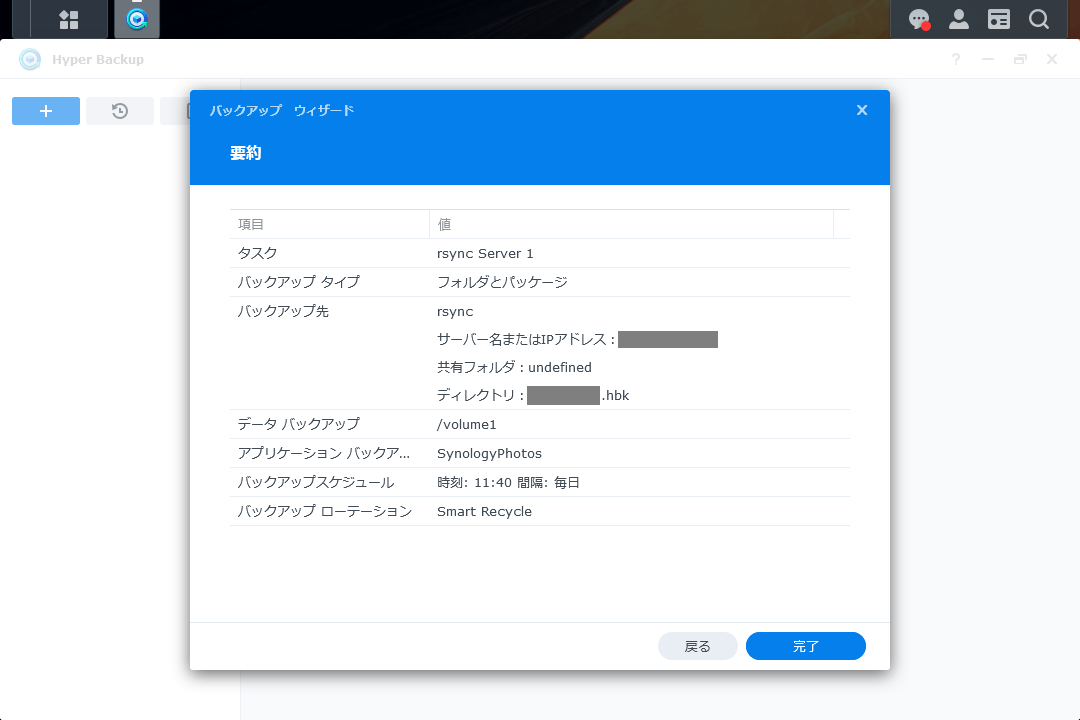 Hyper Backup
バックアップ ウィザード
要約
項目 値
タスク rsync Server 1
バックアップ タイプ フォルダとパッケージ
バックアップ先 rsync
サーバー名またはIPアドレス :
共有フォルダ : undefined
ディレクトリ : .hbk
データ バックアップ /volume1
アプリケーション バックア... SynologyPhotos
バックアップスケジュール 時刻: 11:40 間隔: 毎日
バックアップ ローテーション Smart Recycle
戻る 完了